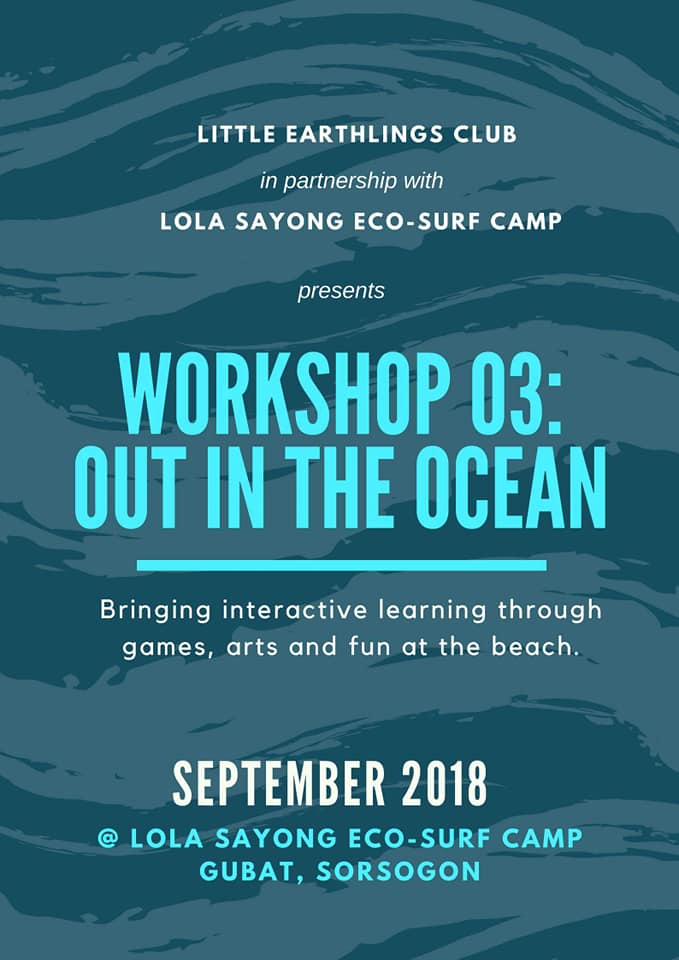 LITTLE EARTHLINGS CLUB
in partnership with
LOLA SAYONG ECO-SURF CAMP
presents
WORKSHOP 03:
OUT IN THE OCEAN
Bringing interactive learning through
games, arts and fun at the beach.
SEPTEMBER 2018
@ LOLA SAYONG ECO-SURF CAMP
GUBAT, SORSOGON